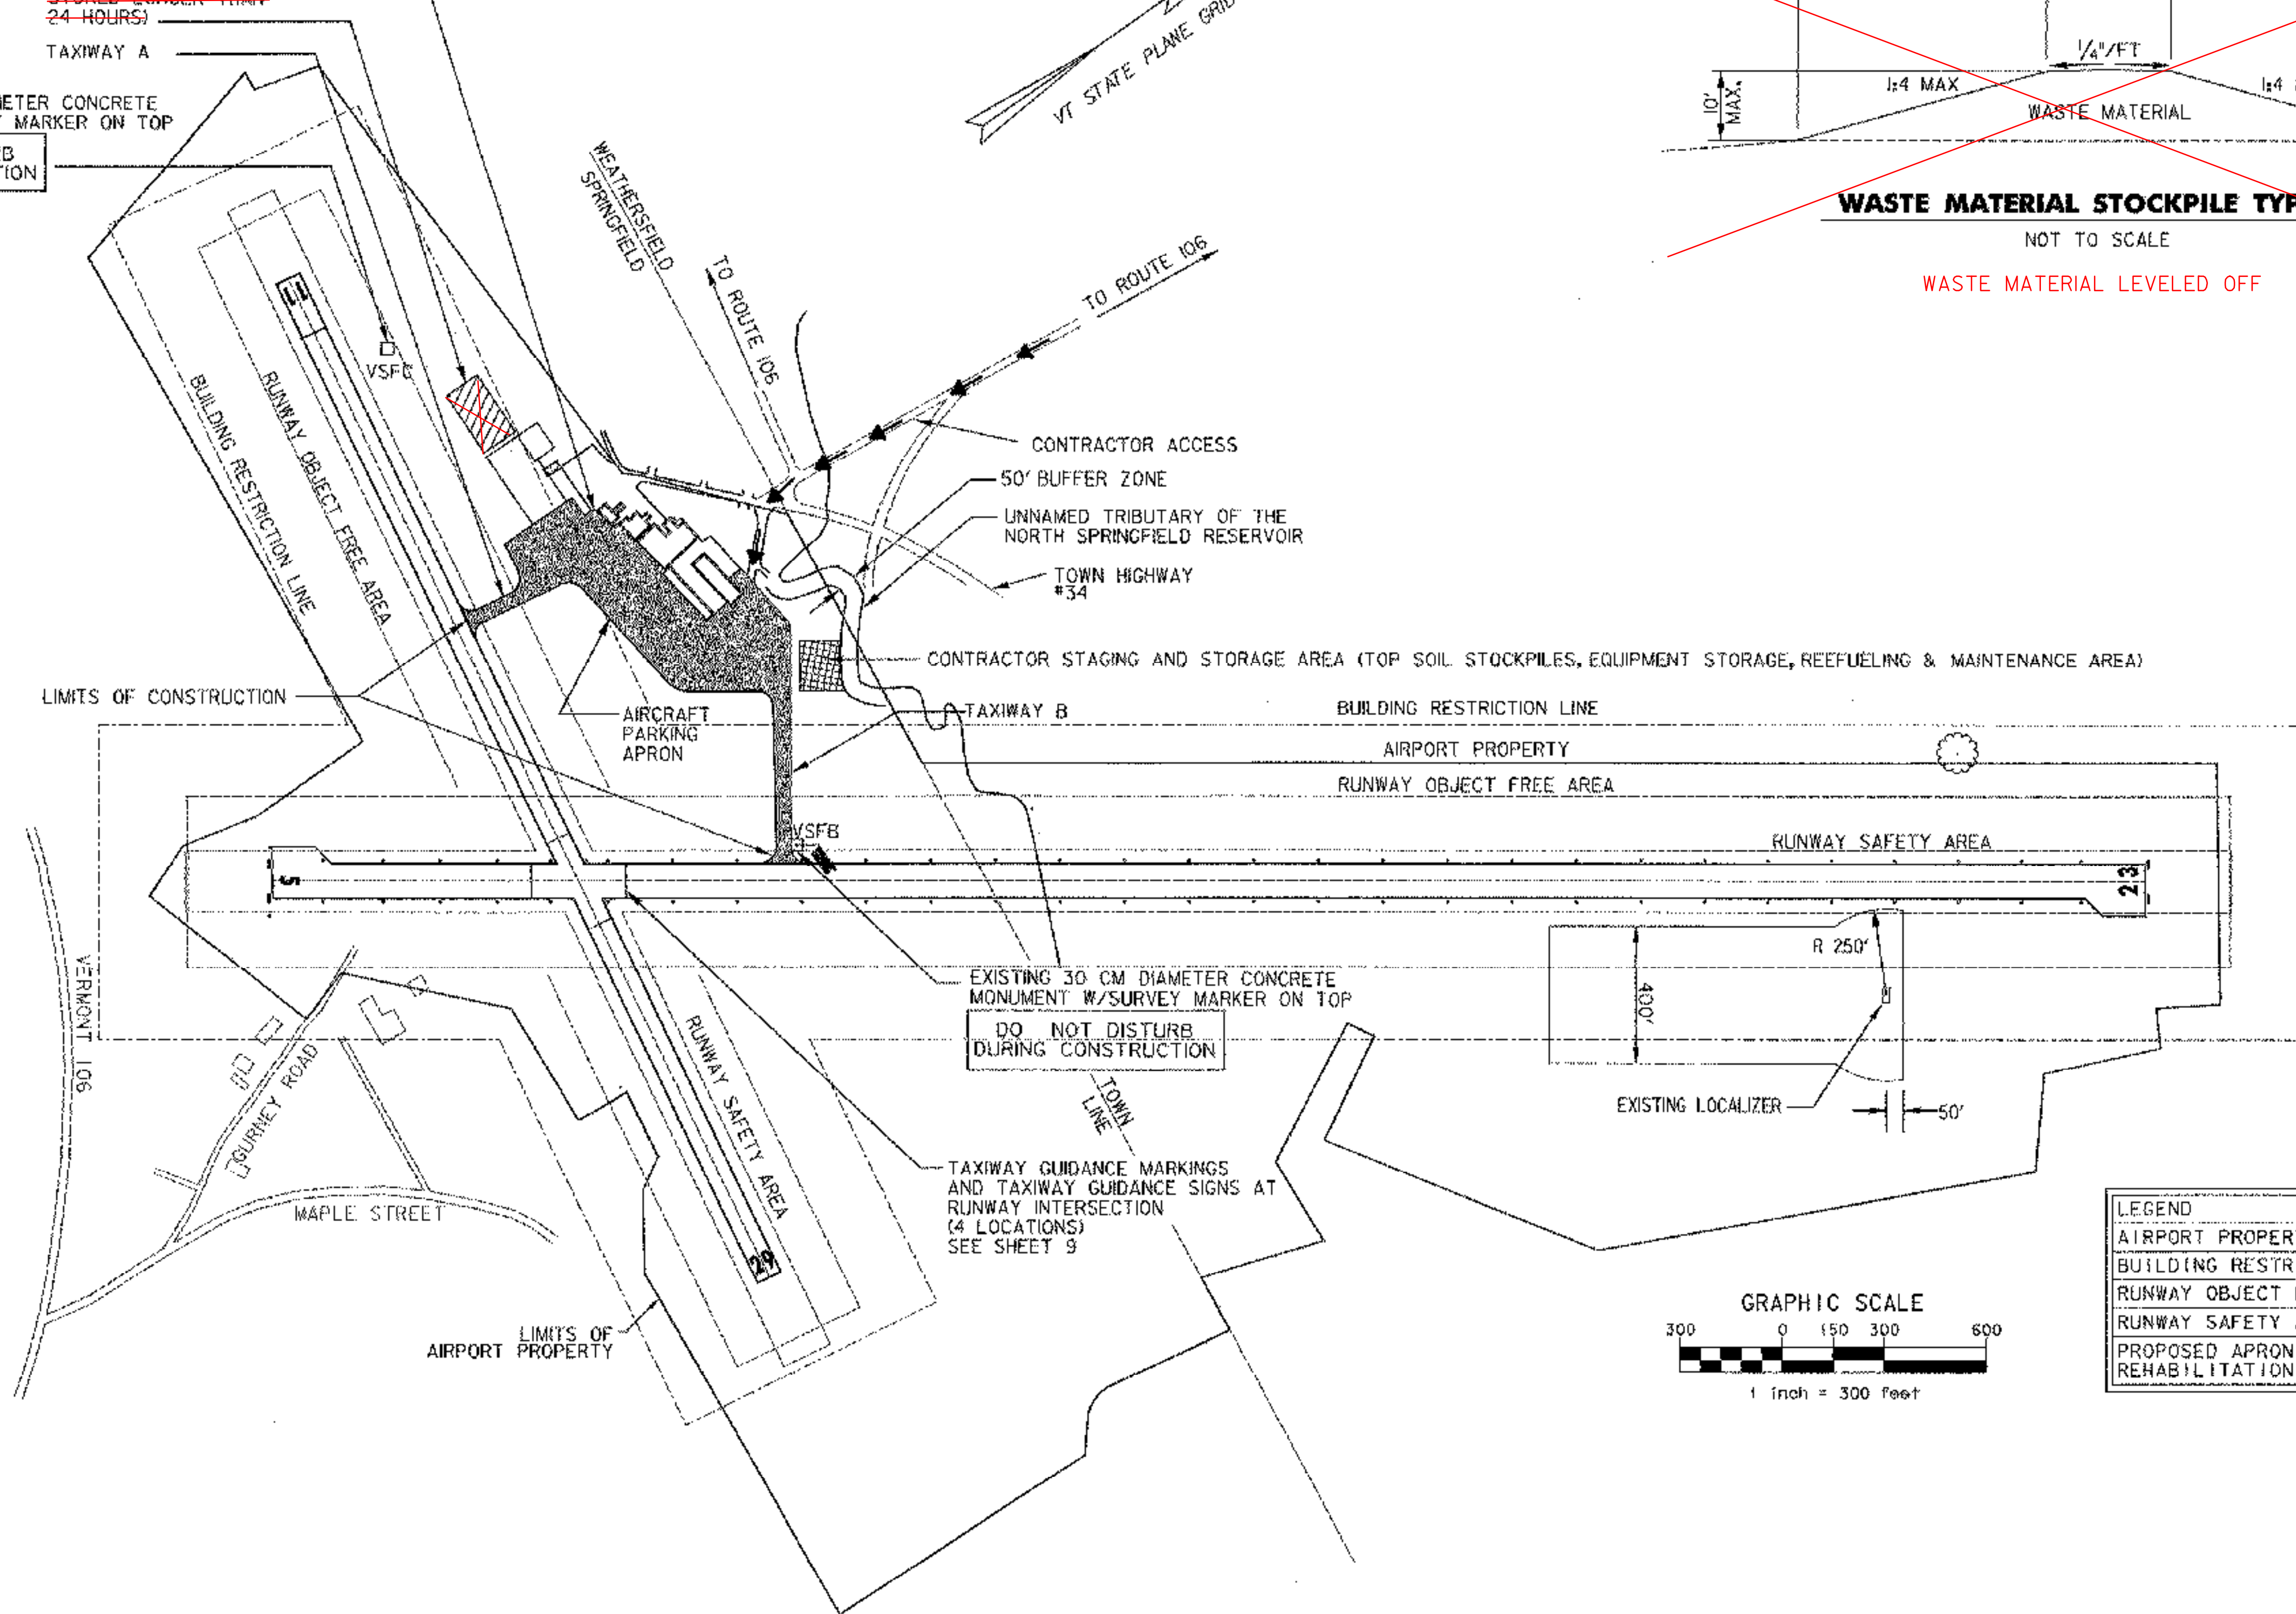 24 HOURS)
TAXIWAY A
ETER CONCRETE
MARKER ON TOP
B
TION
VT STATE PLANE GRID
1/4"/FT
1:4 MAX
1:4
10'
MAX.
WASTE MATERIAL
WASTE MATERIAL STOCKPILE TYP
NOT TO SCALE
WASTE MATERIAL LEVELED OFF
WEATHERSFIELD
SPRINGFIELD
TO ROUTE 106
TO ROUTE 106
11
VSFC
BUILDING RESTRICTION LINE
RUNWAY OBJECT FREE AREA
CONTRACTOR ACCESS
50' BUFFER ZONE
UNNAMED TRIBUTARY OF THE
NORTH SPRINGFIELD RESERVOIR
TOWN HIGHWAY
#34
CONTRACTOR STAGING AND STORAGE AREA (TOP SOIL STOCKPILES, EQUIPMENT STORAGE, REEFUELING & MAINTENANCE AREA)
LIMITS OF CONSTRUCTION
AIRCRAFT
PARKING
APRON
TAXIWAY B
BUILDING RESTRICTION LINE
AIRPORT PROPERTY
RUNWAY OBJECT FREE AREA
VSFB
RUNWAY SAFETY AREA
5
23
R 250'
400'
EXISTING 30 CM DIAMETER CONCRETE
MONUMENT W/SURVEY MARKER ON TOP
DO NOT DISTURB
DURING CONSTRUCTION
VERMONT 106
GURNEY ROAD
MAPLE STREET
RUNWAY SAFETY AREA
TOWN
LINE
EXISTING LOCALIZER
50'
TAXIWAY GUIDANCE MARKINGS
AND TAXIWAY GUIDANCE SIGNS AT
RUNWAY INTERSECTION
(4 LOCATIONS)
SEE SHEET 9
29
LIMITS OF
AIRPORT PROPERTY
GRAPHIC SCALE
300 0 150 300 600
1 inch = 300 feet
LEGEND
AIRPORT PROPER
BUILDING RESTR
RUNWAY OBJECT
RUNWAY SAFETY
PROPOSED APRON
REHABILITATION